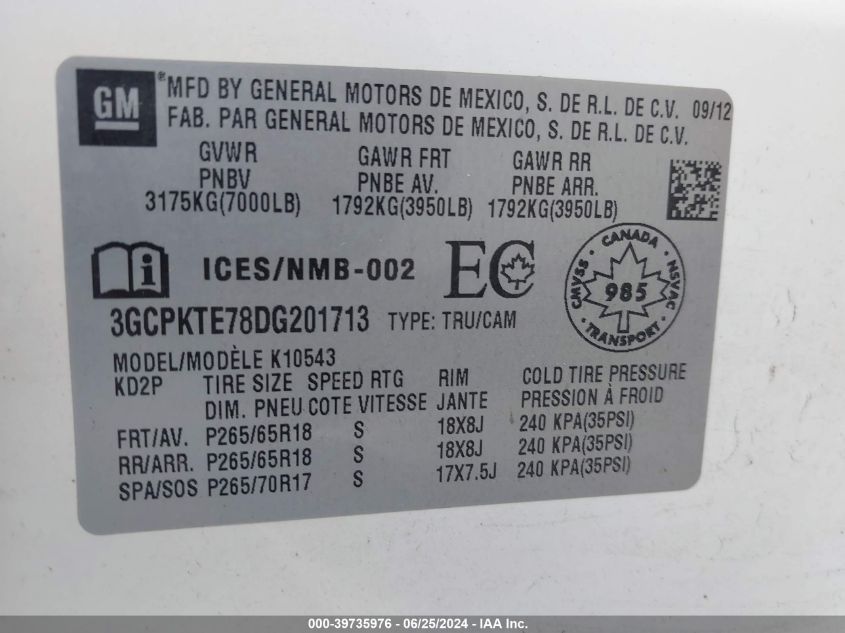 GM
®MFD BY GENERAL MOTORS DE MEXICO, S. DE R.L. DE C.V. 09/12
FAB. PAR GENERAL MOTORS DE MEXICO, S. DE R.L. DE C.V.
GVWR GAWR FRT GAWR RR
PNBV PNBE AV. PNBE ARR.
3175KG(7000LB) 1792KG(3950LB) 1792KG(3950LB)
i ICES/NMB-002 EC
CANADA
CMVSS 985 NSVAC
TRANSPORT
3GCPKTE78DG201713 TYPE: TRU/CAM
MODEL/MODÈLE K10543
KD2P TIRE SIZE SPEED RTG RIM COLD TIRE PRESSURE
DIM. PNEU COTE VITESSE JANTE PRESSION À FROID
FRT/AV. P265/65R18 S 18X8J 240 KPA(35PSI)
RR/ARR. P265/65R18 S 18X8J 240 KPA(35PSI)
SPA/SOS P265/70R17 S 17X7.5J 240 KPA(35PSI)
000-39735976 / 06/25/2024 - IAA Inc.